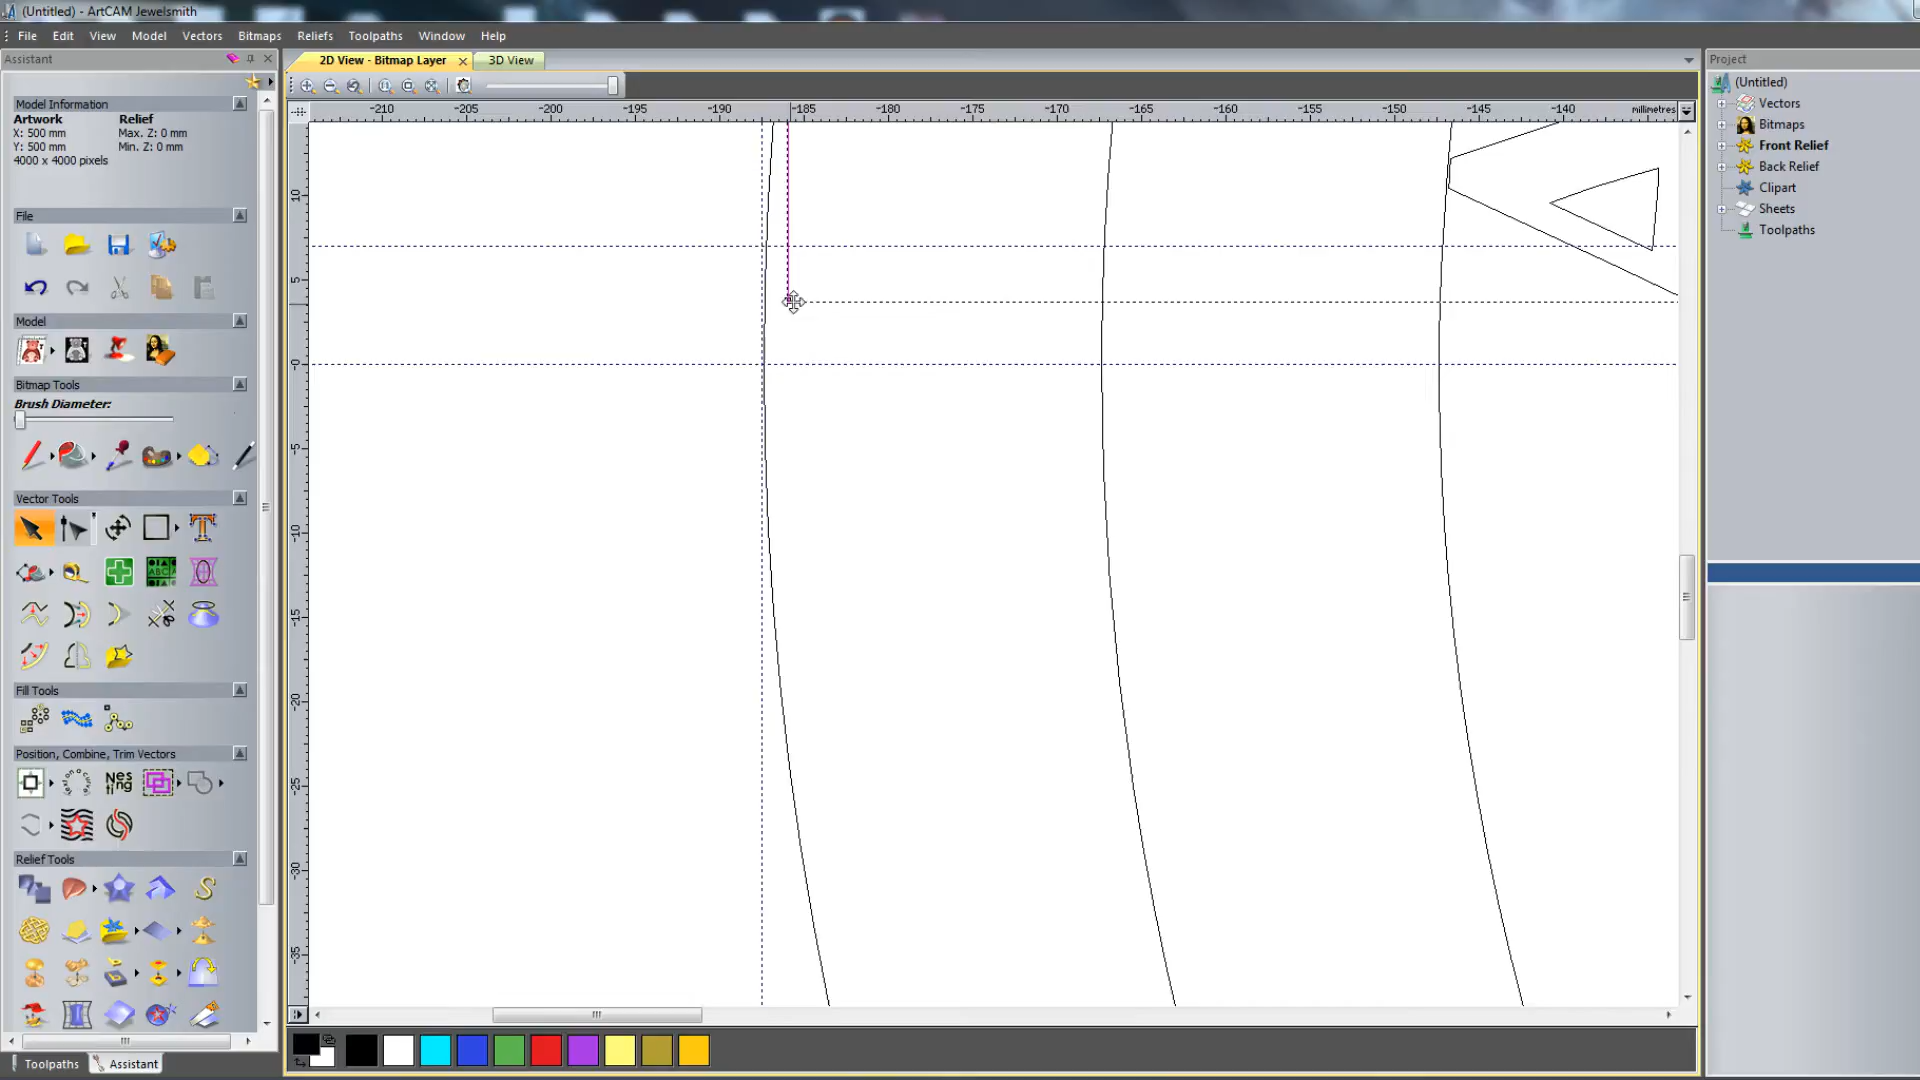 (Untitled) - ArtCAM Jewelsmith
File Edit View Model Vectors Bitmaps Reliefs Toolpaths Window Help
Assistant
2D View - Bitmap Layer
3D View
Project
Model Information
Artwork Relief
X: 500 mm Max. Z: 0 mm
Y: 500 mm Min. Z: 0 mm
4000 x 4000 pixels
-210 -205 -200 -195 -190 -185 -180 -175 -170 -165 -160 -155 -150 -145 -140 millimetres
10
5
-0
-5
-10
-15
-20
-25
-30
-35
File
Model
Bitmap Tools
Brush Diameter:
Vector Tools
T
ABC
Fill Tools
Position, Combine, Trim Vectors
Nes
ting
Relief Tools
S
Toolpaths Assistant
(Untitled)
Vectors
Bitmaps
Front Relief
Back Relief
Clipart
Sheets
Toolpaths